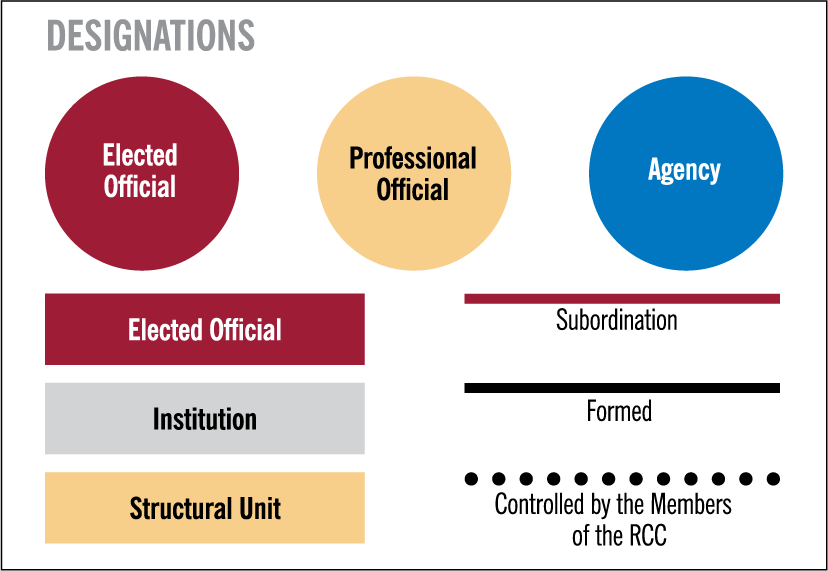 DESIGNATIONS
Elected
Official
Professional
Official
Agency
Elected Official
Institution
Structural Unit
Subordination
Formed
Controlled by the Members
of the RCC